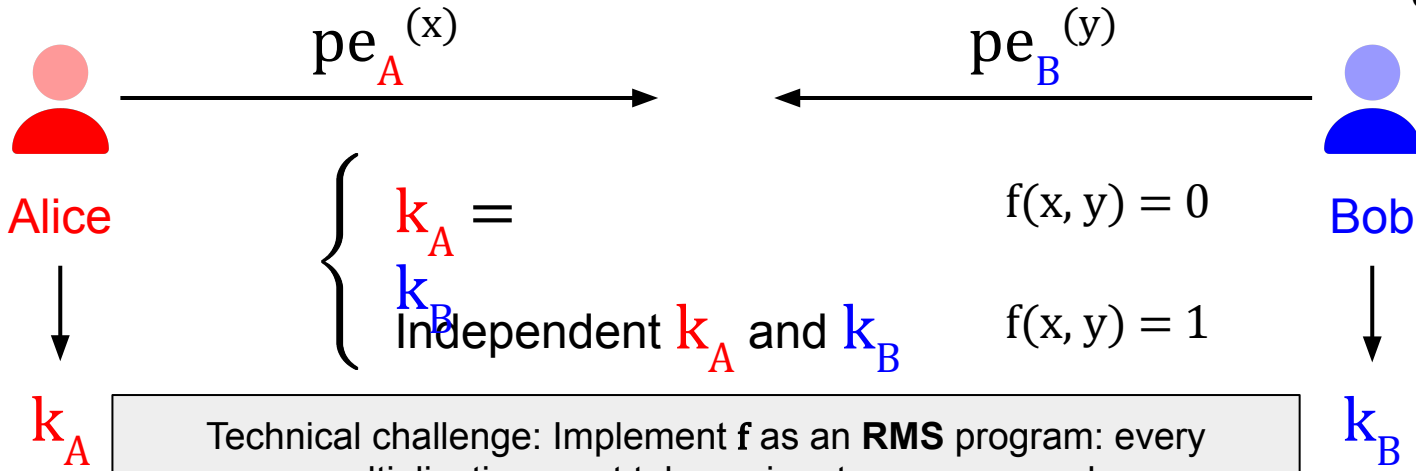 pe_A^(x)
pe_B^(y)
Alice
k_A =
k_B
f(x, y) = 0
Bob
Independent k_A and k_B
f(x, y) = 1
k_A
k_B
Technical challenge: Implement f as an RMS program: every